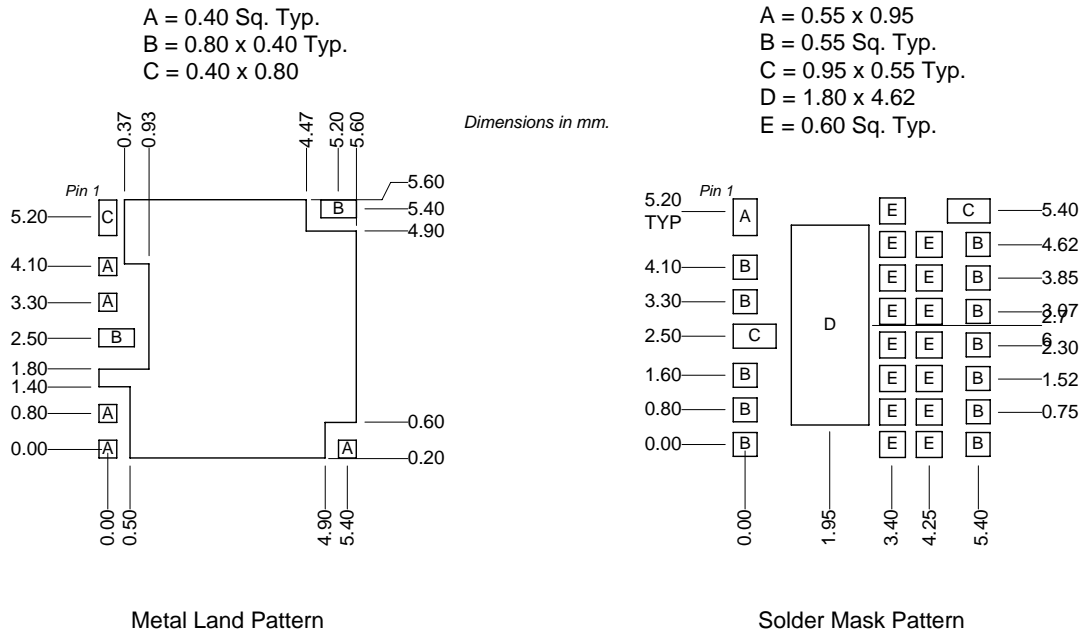 A = 0.40 Sq. Typ.
B = 0.80 x 0.40 Typ.
C = 0.40 x 0.80
A = 0.55 x 0.95
B = 0.55 Sq. Typ.
C = 0.95 x 0.55 Typ.
D = 1.80 x 4.62
E = 0.60 Sq. Typ.
Dimensions in mm.
0.37
0.93
4.47
5.20
5.60
Pin 1
5.20
C
B
5.60
5.40
4.90
4.10
A
3.30
A
2.50
B
1.80
1.40
0.80
A
0.60
0.00
A
A
0.20
0.00
0.50
4.90
5.40
Metal Land Pattern
5.20
TYP
Pin 1
A
E
C
5.40
E
E
B
4.62
4.10
B
E
E
B
3.85
3.30
B
E
E
B
3.07
D
2.7
6
2.50
C
E
E
B
2.30
1.60
B
E
E
B
1.52
0.80
B
E
E
B
0.75
0.00
B
E
E
B
0.00
1.95
3.40
4.25
5.40
Solder Mask Pattern